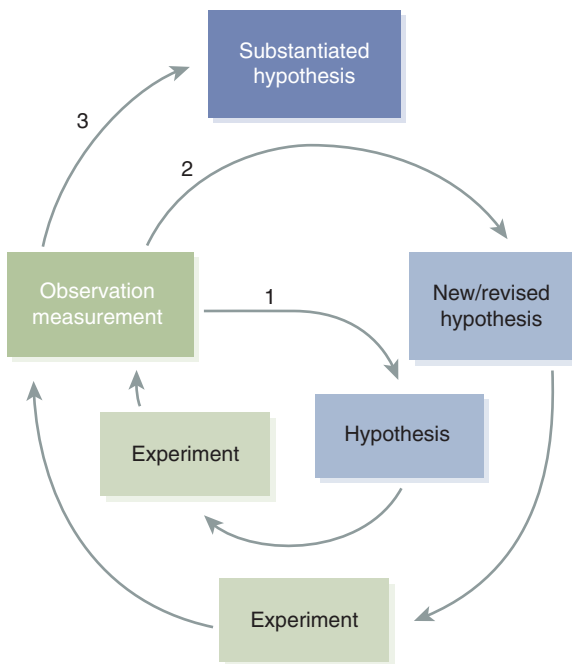 Substantiated
hypothesis
3
2
Observation
measurement
1
New/revised
hypothesis
Hypothesis
Experiment
Experiment